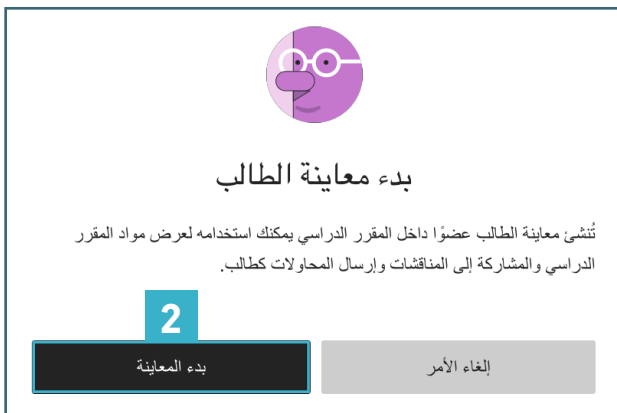 بدء معاينة الطالب
تُنشئ معاينة الطالب عضوًا داخل المقرر الدراسي يمكنك استخدامه لعرض مواد المقرر
الدراسي والمشاركة إلى المناقشات وإرسال المحاولات كطالب.
2
إلغاء الأمر
بدء المعاينة